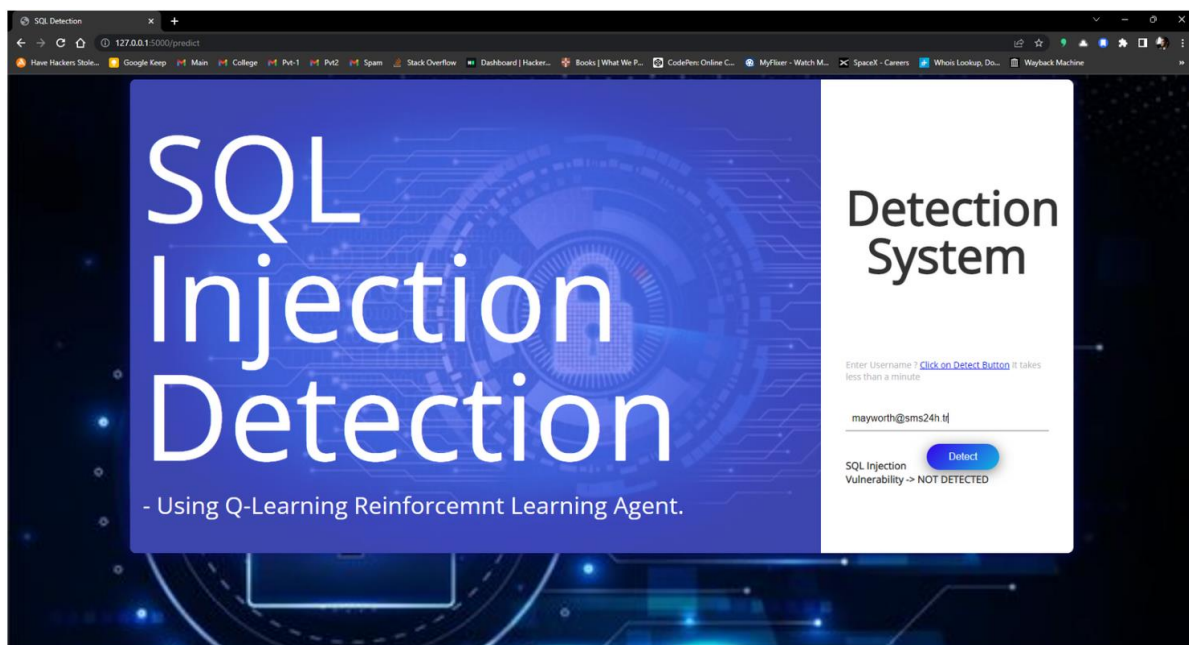 SQL Detection
127.0.0.1:5000/predict
Have Hackers Stole... Google Keep Main College Pvt-1 Pvt2 Spam Stack Overflow Dashboard | Hacker... Books | What We P... CodePen: Online C... MyFlixer - Watch M... SpaceX - Careers Whois Lookup, Do... Wayback Machine
SQL
Injection
Detection
- Using Q-Learning Reinforcemnt Learning Agent.
Detection
System
Enter Username ? Click on Detect Button It takes
less than a minute
mayworth@sms24h.tr
Detect
SQL Injection
Vulnerability -> NOT DETECTED